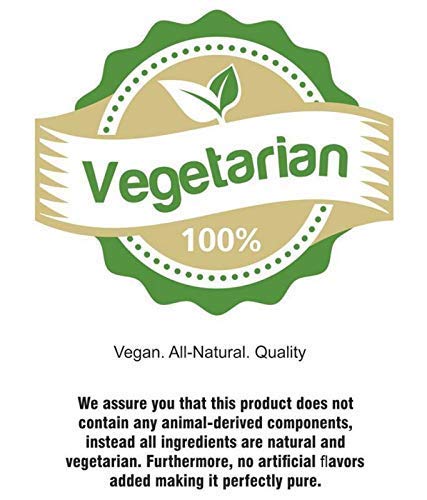 Vegetarian
100%
Vegan. All-Natural. Quality
We assure you that this product does not
contain any animal-derived components,
instead all ingredients are natural and
vegetarian. Furthermore, no artificial flavors
added making it perfectly pure.